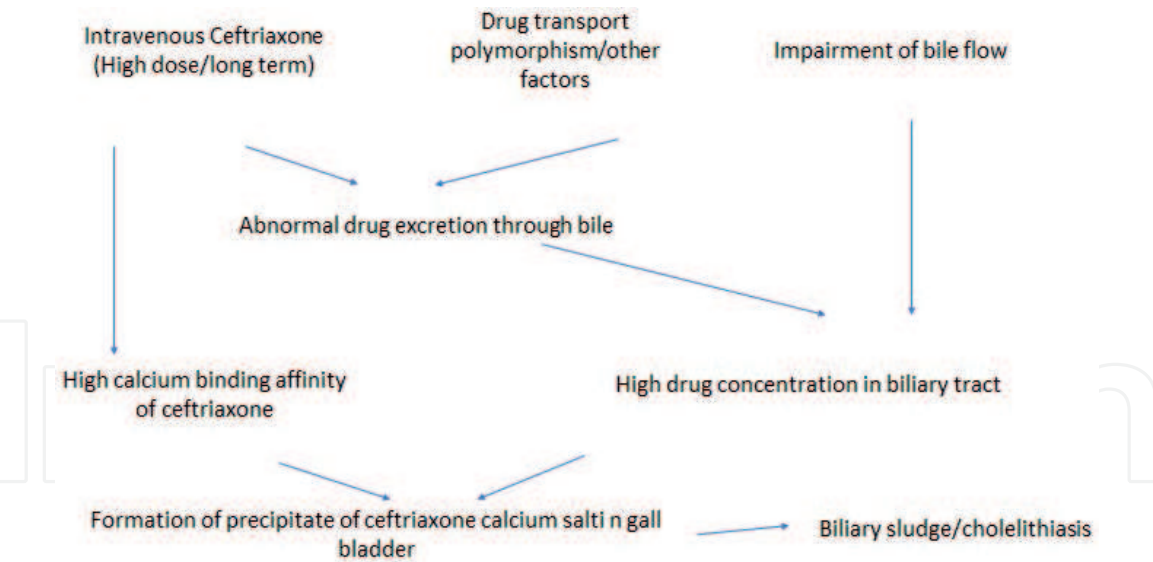 Intravenous Ceftriaxone
(High dose/long term)
Drug transport
polymorphism/other
factors
Impairment of bile flow
Abnormal drug excretion through bile
High calcium binding affinity
of ceftriaxone
High drug concentration in biliary tract
Formation of precipitate of ceftriaxone calcium salti n gall
bladder
Biliary sludge/cholelithiasis